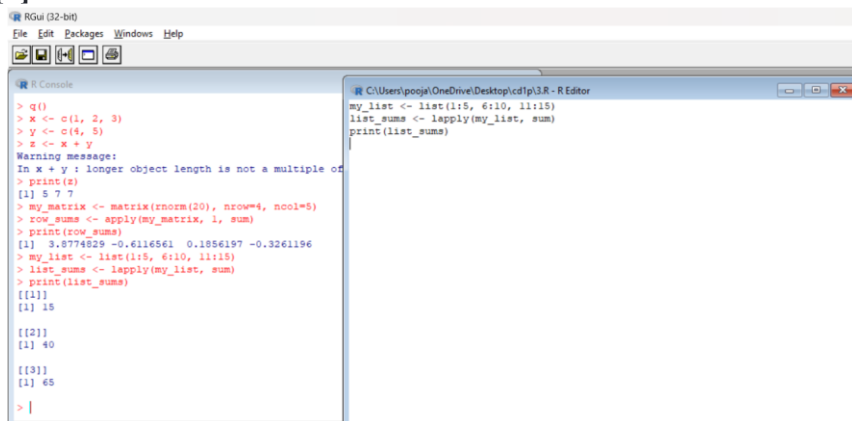 RGui (32-bit)
File Edit Packages Windows Help
R Console
> q()
> x <- c(1, 2, 3)
> y <- c(4, 5)
> z <- x + y
Warning message:
In x + y : longer object length is not a multiple of
> print(z)
[1] 5 7 7
> my_matrix <- matrix(rnorm(20), nrow=4, ncol=5)
> row_sums <- apply(my_matrix, 1, sum)
> print(row_sums)
[1]  3.8774829 -0.6116561  0.1856197 -0.3261196
> my_list <- list(1:5, 6:10, 11:15)
> list_sums <- lapply(my_list, sum)
> print(list_sums)
[[1]]
[1] 15
[[2]]
[1] 40
[[3]]
[1] 65
>
C:\Users\pooja\OneDrive\Desktop\cd1p\3.R - R Editor
my_list <- list(1:5, 6:10, 11:15)
list_sums <- lapply(my_list, sum)
print(list_sums)